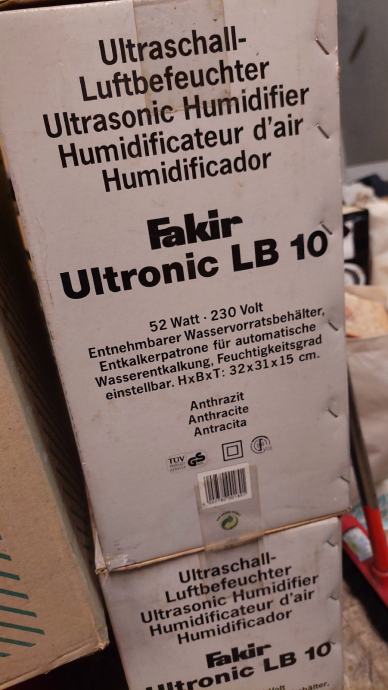 Ultraschall-
Luftbefeuchter
Ultrasonic Humidifier
Humidificateur d'air
Humidificador
Fakir
Ultronic LB 10
52 Watt · 230 Volt
Entnehmbarer Wasservorratsbehälter,
Entkalkerpatrone für automatische
Wasserentkalkung, Feuchtigkeitsgrad
einstellbar. HxBxT: 32x31x15 cm.
Anthrazit
Anthracite
Antracita
TÜV GS
Ultraschall-
Luftbefeuchter
Ultrasonic Humidifier
Humidificateur d'air
Humidificador
Fakir
Ultronic LB 10